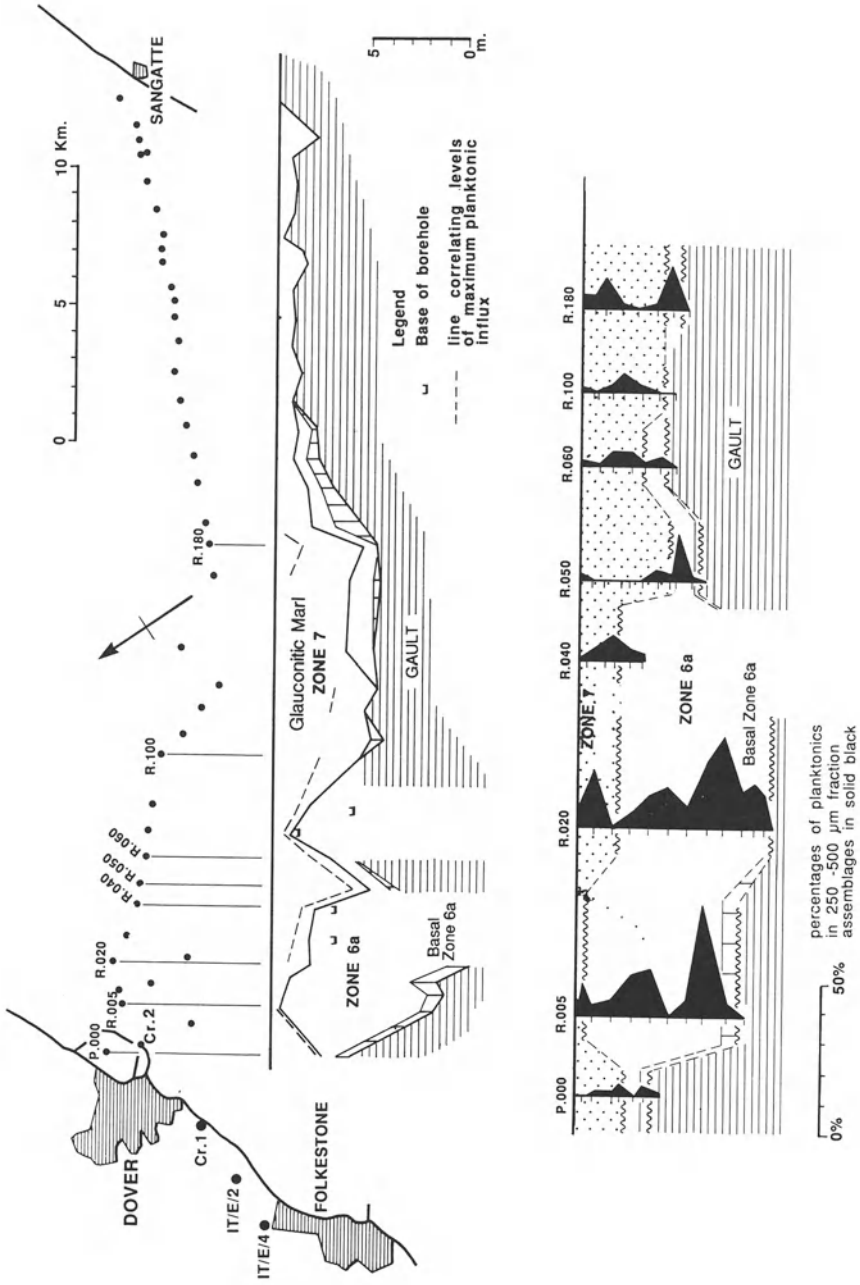 DOVER
FOLKESTONE
SANGATTE
IT/E/4
IT/E/2
Cr.1
Cr.2
P.000
R.005
R.020
R.040
R.050
R.060
R.100
R.180
0 5 10 Km.
Glauconitic Marl
ZONE 7
ZONE 6a
Basal
Zone 6a
GAULT
Legend
Base of borehole
line correlating levels
of maximum planktonic
influx
5
0m.
P.000
R.005
R.020
R.040
R.050
R.060
R.100
R.180
ZONE 7
ZONE 6a
Basal Zone 6a
GAULT
0% 50%
percentages of planktonics
in 250 -500 µm fraction
assemblages in solid black